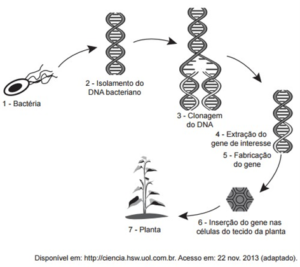 1 - Bactéria
2 - Isolamento do
DNA bacteriano
3 - Clonagem
do DNA
4 - Extração do
gene de interesse
5 - Fabricação
do gene
6 - Inserção do gene nas
células do tecido da planta
7 - Planta
Disponível em: http://ciencia.hsw.uol.com.br. Acesso em: 22 nov. 2013 (adaptado).